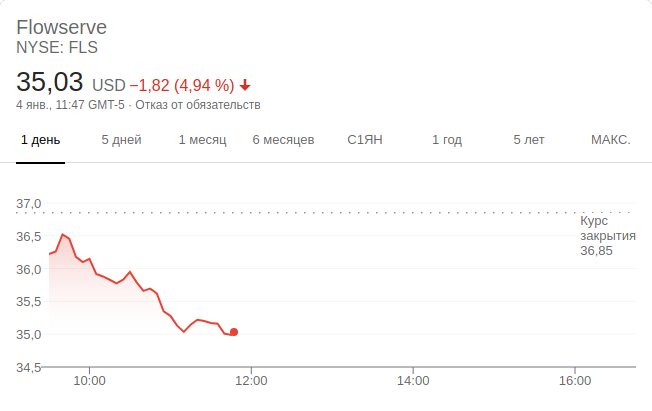 Flowserve
NYSE: FLS
35,03 USD −1,82 (4,94 %)
4 янв., 11:47 GMT-5 · Отказ от обязательств
1 день 5 дней 1 месяц 6 месяцев С1ЯН 1 год 5 лет МАКС.
37,0
Курс
закрытия
36,85
36,5
36,0
35,5
35,0
34,5
10:00 12:00 14:00 16:00